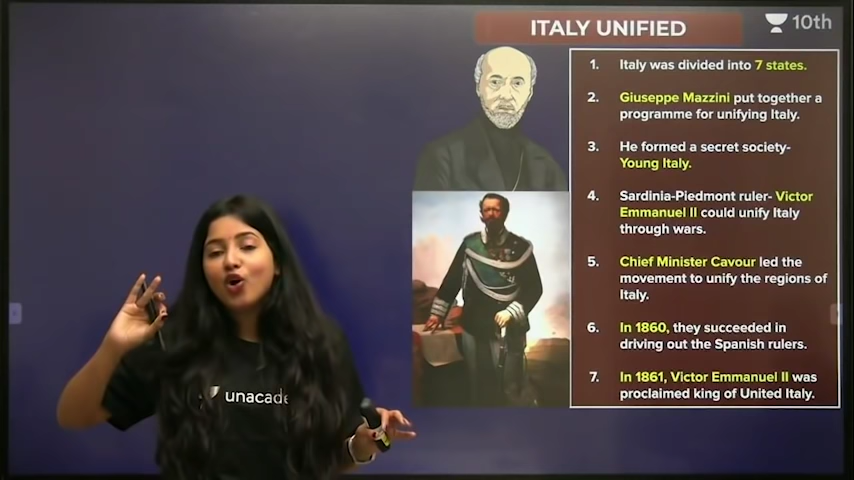 ITALY UNIFIED
10th
1. Italy was divided into 7 states.
2. Giuseppe Mazzini put together a
programme for unifying Italy.
3. He formed a secret society-
Young Italy.
4. Sardinia-Piedmont ruler- Victor
Emmanuel II could unify Italy
through wars.
5. Chief Minister Cavour led the
movement to unify the regions of
Italy.
6. In 1860, they succeeded in
driving out the Spanish rulers.
7. In 1861, Victor Emmanuel II was
proclaimed king of United Italy.
unacade